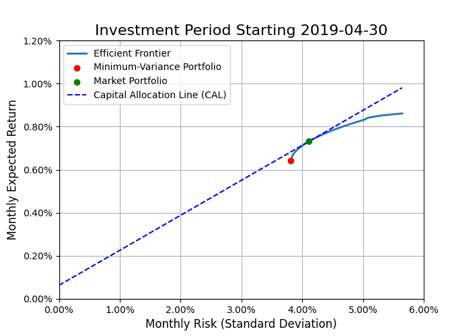 Investment Period Starting 2019-04-30
1.20%
1.00%
0.80%
0.60%
0.40%
0.20%
0.00%
Monthly Expected Return
Efficient Frontier
Minimum-Variance Portfolio
Market Portfolio
Capital Allocation Line (CAL)
0.00% 1.00% 2.00% 3.00% 4.00% 5.00% 6.00%
Monthly Risk (Standard Deviation)